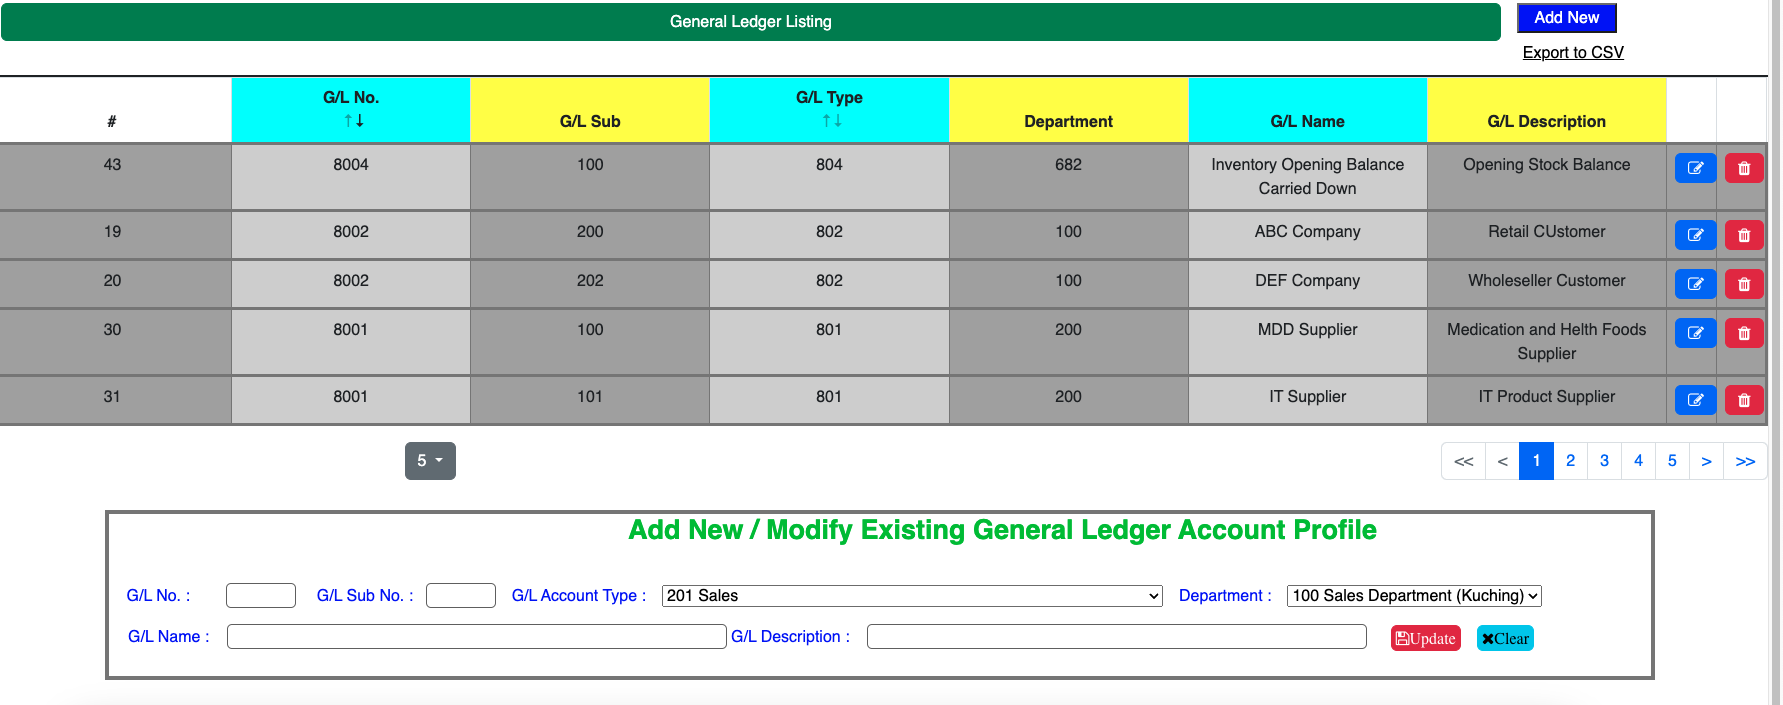 General Ledger Listing
Add New
Export to CSV
# G/L No. ↑↓ G/L Sub G/L Type ↑↓ Department G/L Name G/L Description
43 8004 100 804 682 Inventory Opening Balance Carried Down Opening Stock Balance
19 8002 200 802 100 ABC Company Retail CUstomer
20 8002 202 802 100 DEF Company Wholeseller Customer
30 8001 100 801 200 MDD Supplier Medication and Helth Foods Supplier
31 8001 101 801 200 IT Supplier IT Product Supplier
5 << < 1 2 3 4 5 > >>
Add New / Modify Existing General Ledger Account Profile
G/L No. : G/L Sub No. : G/L Account Type : 201 Sales Department : 100 Sales Department (Kuching)
G/L Name : G/L Description : Update Clear